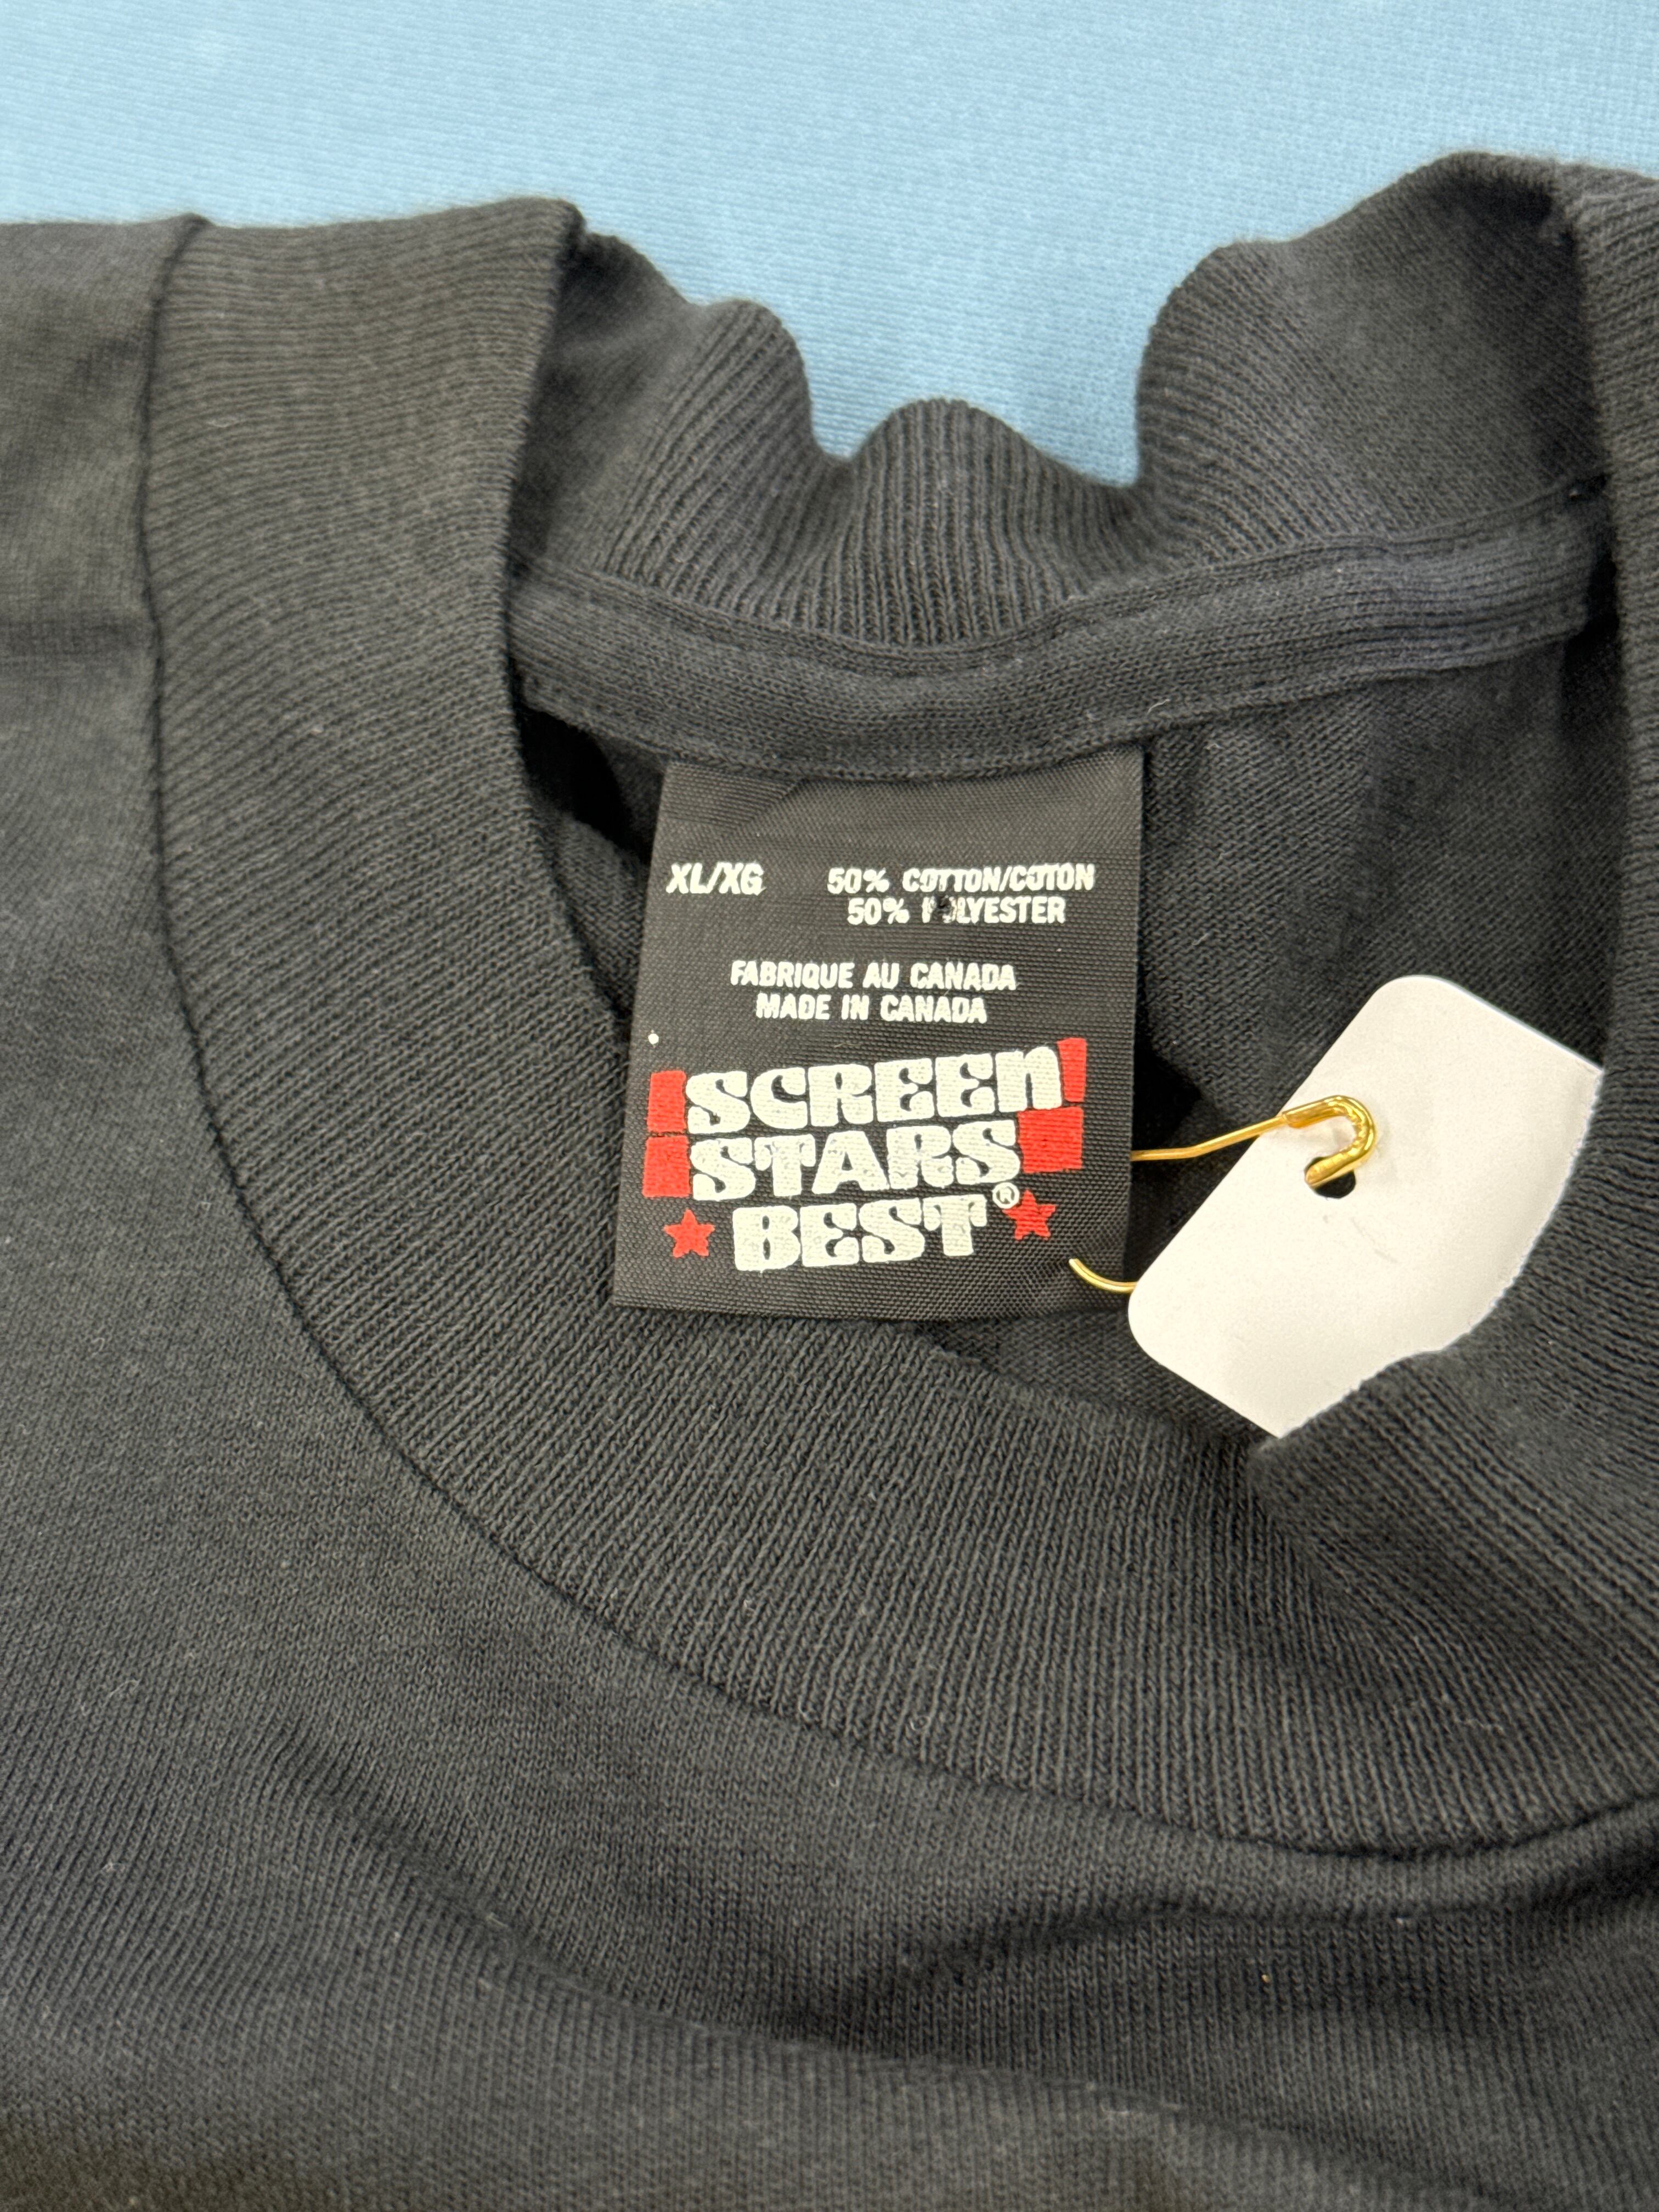 XL/XG 50% COTTON/COTON
50% POLYESTER
FABRIQUE AU CANADA
MADE IN CANADA
SCREEN
STARS
BEST®